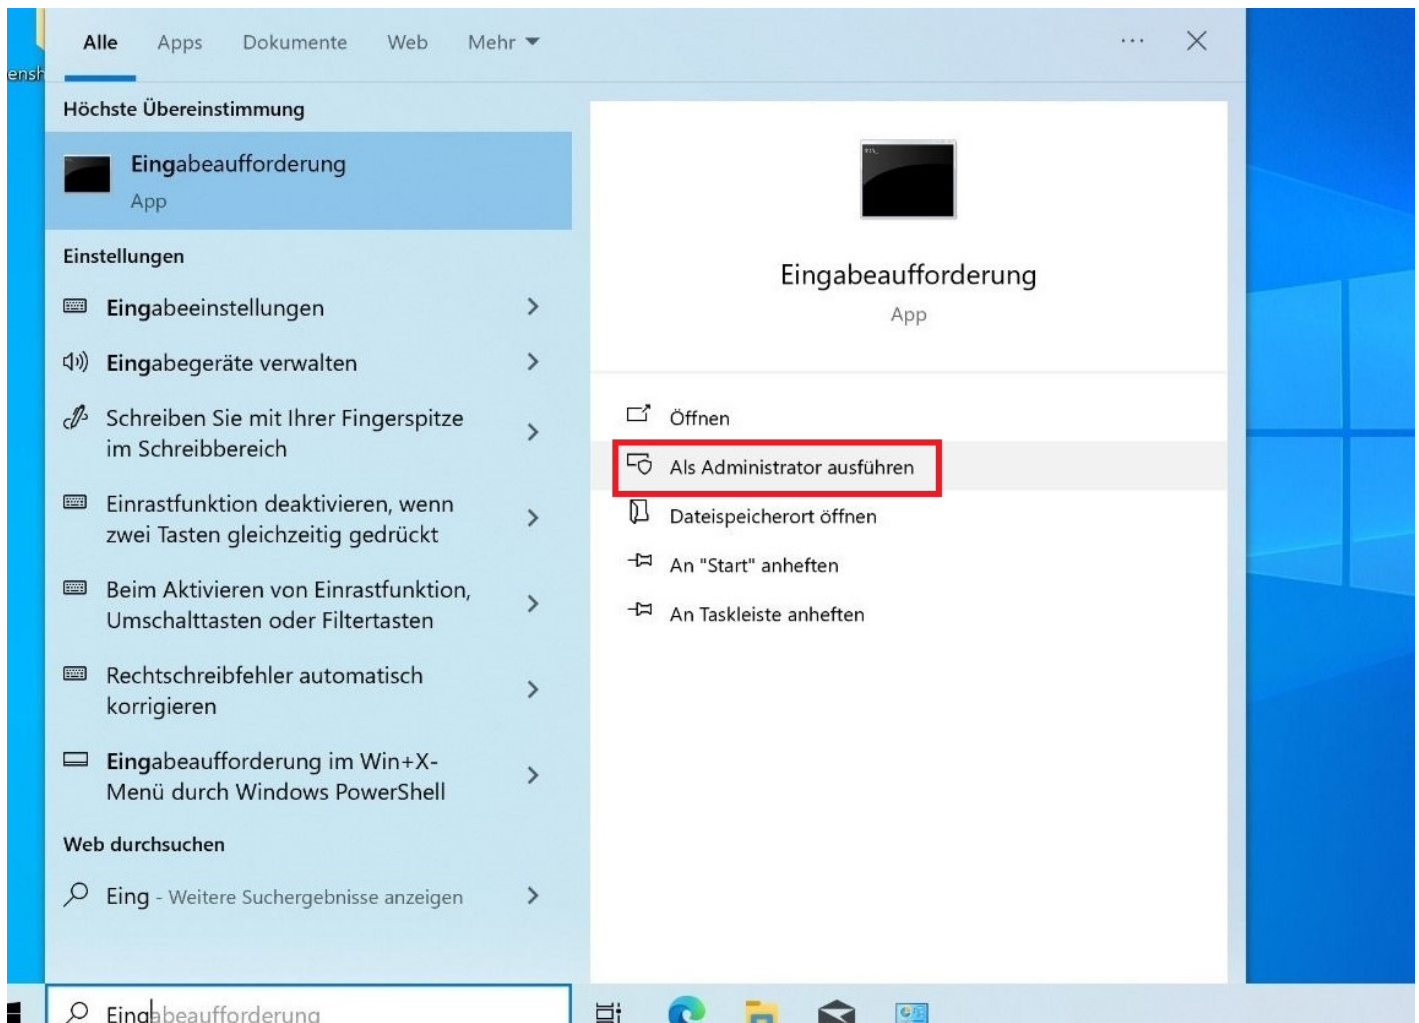 Alle Apps Dokumente Web Mehr
ensh
Höchste Übereinstimmung
Eingabeaufforderung
App
Einstellungen
Eingabeeinstellungen
Eingabegeräte verwalten
Schreiben Sie mit Ihrer Fingerspitze
im Schreibbereich
Einrastfunktion deaktivieren, wenn
zwei Tasten gleichzeitig gedrückt
Beim Aktivieren von Einrastfunktion,
Umschalttasten oder Filtertasten
Rechtschreibfehler automatisch
korrigieren
Eingabeaufforderung im Win+X-
Menü durch Windows PowerShell
Web durchsuchen
Eing - Weitere Suchergebnisse anzeigen
Eingabeaufforderung
Eingabeaufforderung
App
Öffnen
Als Administrator ausführen
Dateispeicherort öffnen
An "Start" anheften
An Taskleiste anheften